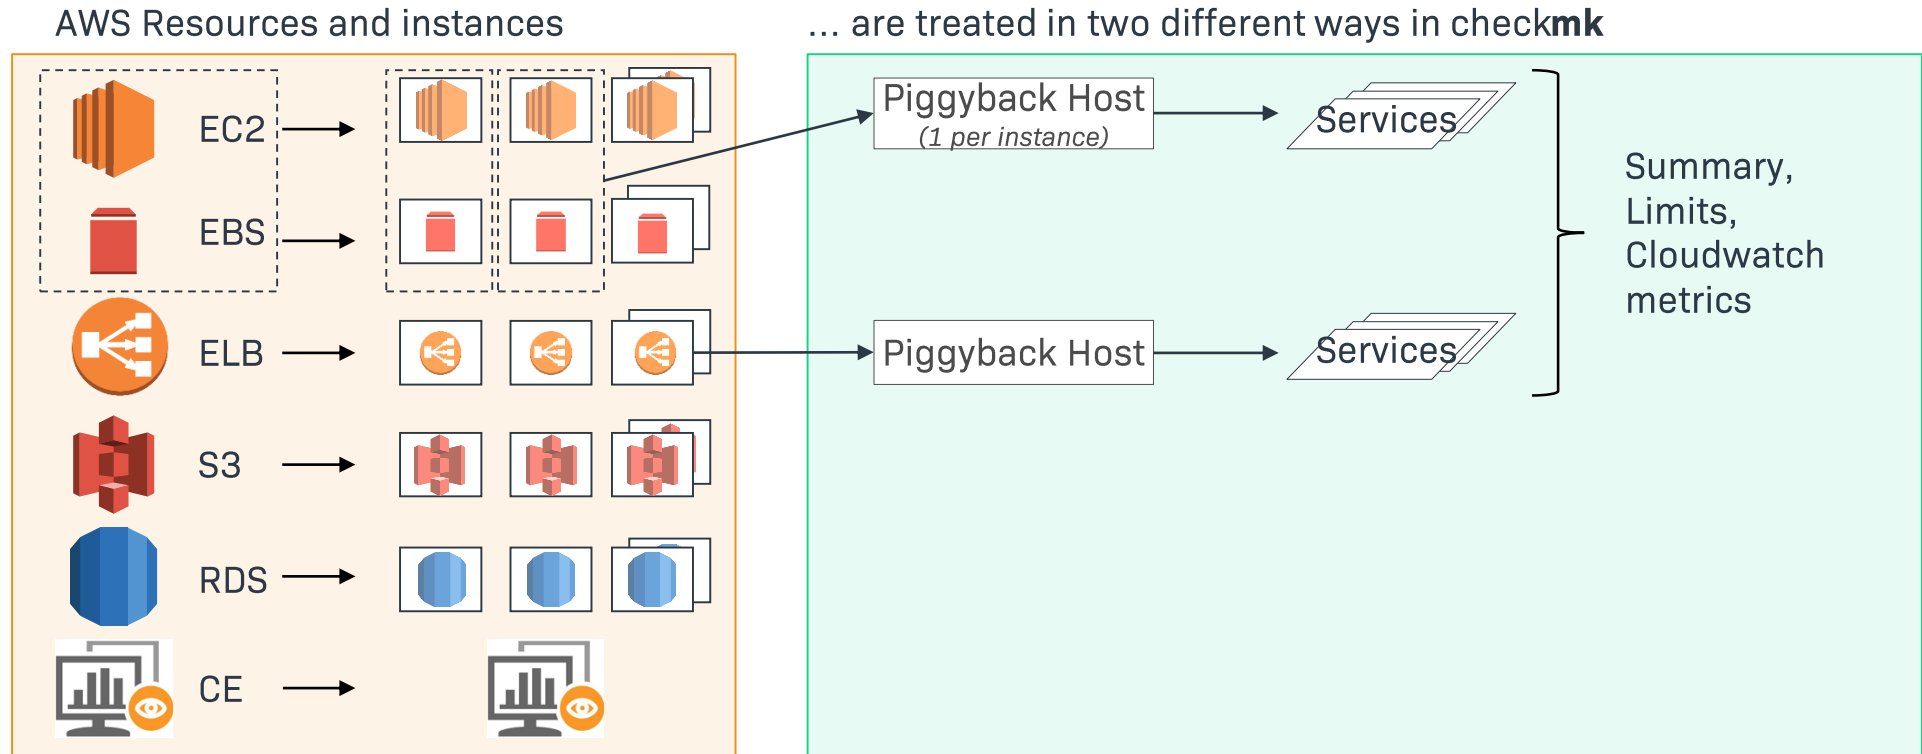 AWS Resources and instances
... are treated in two different ways in checkmk
EC2
EBS
ELB
S3
RDS
CE
Piggyback Host
(1 per instance)
Services
Piggyback Host
Services
Summary,
Limits,
Cloudwatch
metrics